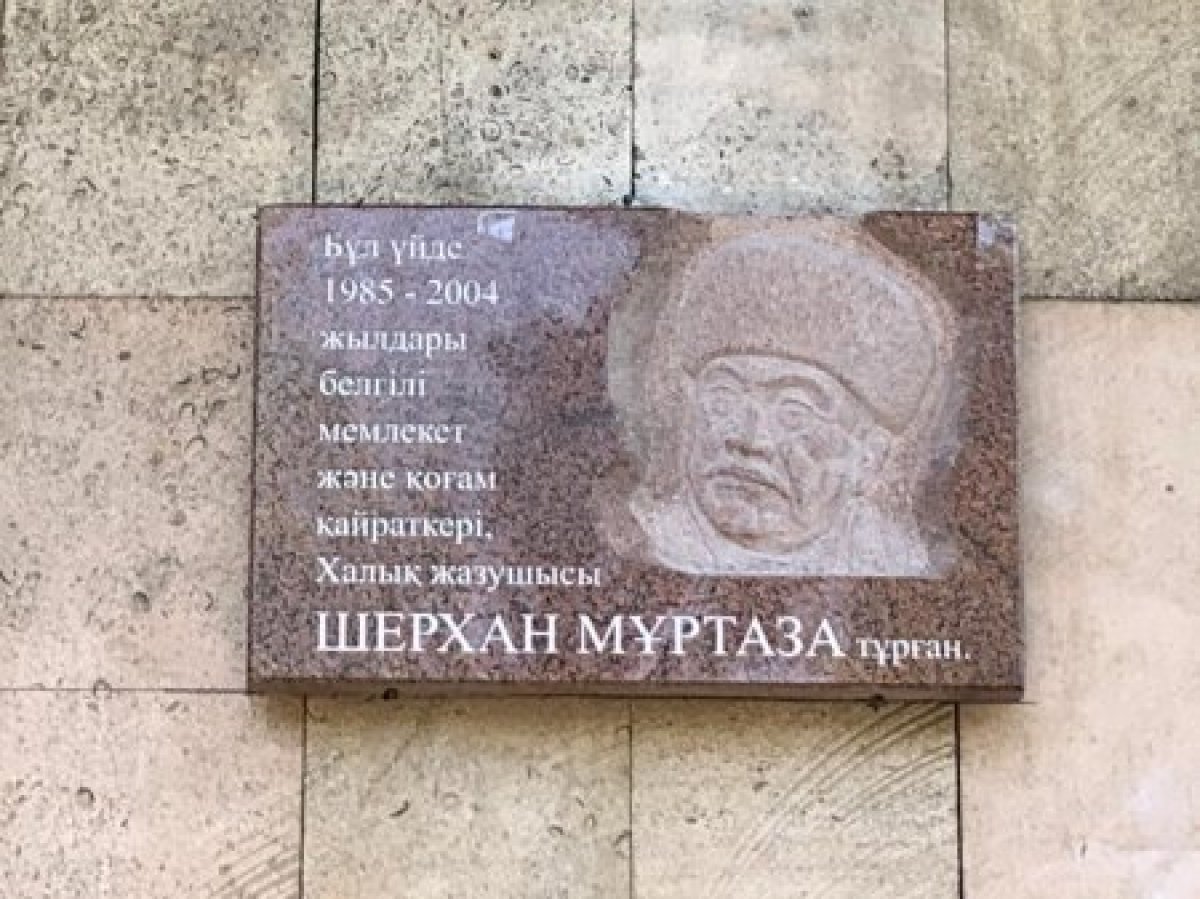 Бұл үйде
1985 - 2004
жылдары
белгілі
мемлекет
және қоғам
қайраткері,
Халық жазушысы
ШЕРХАН МҰРТАЗА тұрған.